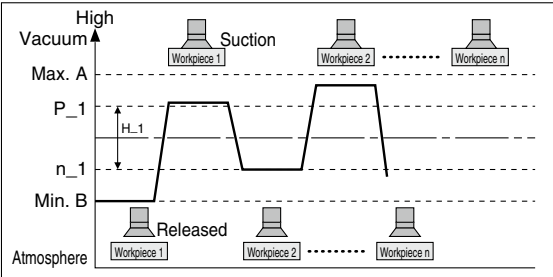 High
Vacuum
Suction
Workpiece 1
Workpiece 2
Workpiece n
Max. A
P_1
H_1
n_1
Min. B
Released
Workpiece 1
Workpiece 2
Workpiece n
Atmosphere